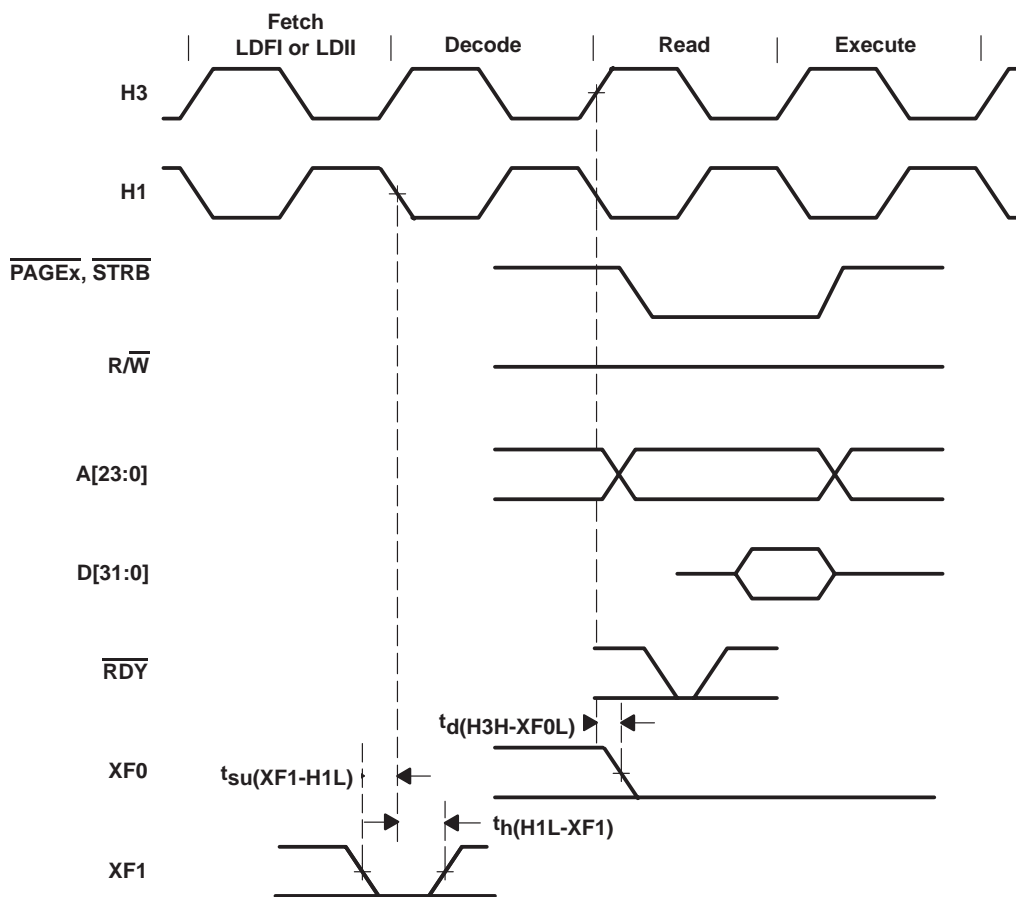 Fetch
LDFI or LDII
Decode
Read
Execute
H3
H1
PAGEx, STRB
R/W
A[23:0]
D[31:0]
RDY
td(H3H-XF0L)
XF0
tsu(XF1-H1L)
th(H1L-XF1)
XF1